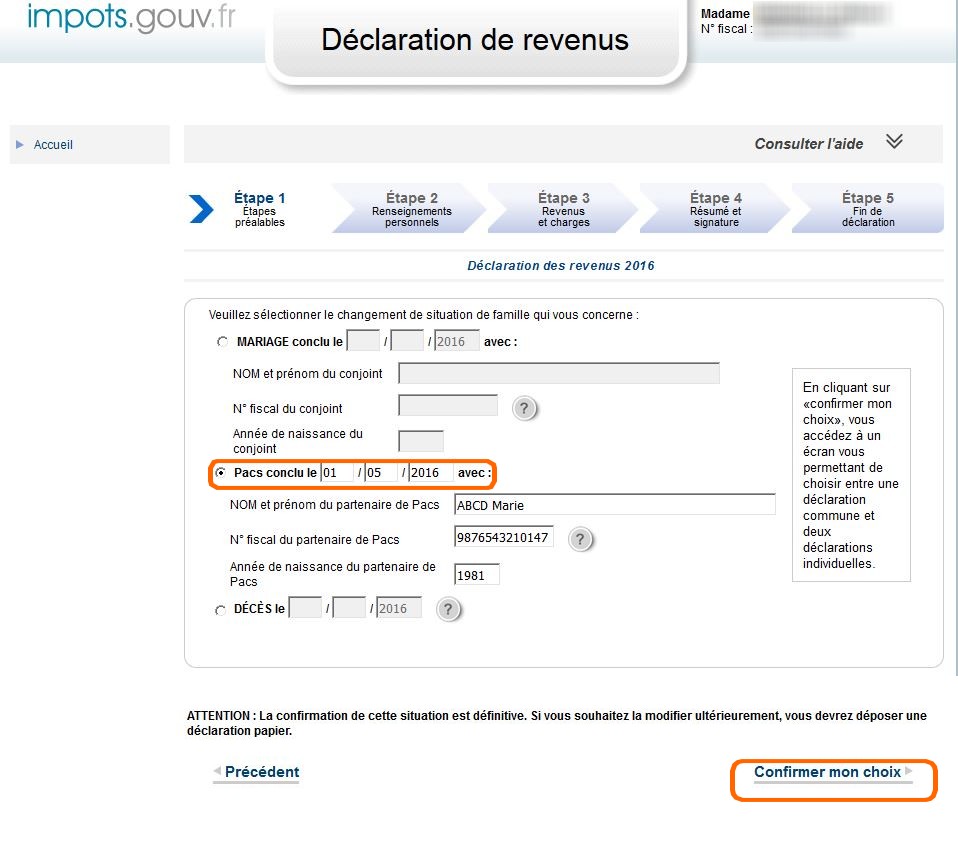 impots.gouv.fr
Déclaration de revenus
Madame
N° fiscal :
Accueil
Consulter l'aide
Étape 1
Étapes
préalables
Étape 2
Renseignements
personnels
Étape 3
Revenus
et charges
Étape 4
Résumé et
signature
Étape 5
Fin de
déclaration
Déclaration des revenus 2016
Veuillez sélectionner le changement de situation de famille qui vous concerne :
MARIAGE conclu le / / 2016 avec :
NOM et prénom du conjoint
N° fiscal du conjoint ?
Année de naissance du
conjoint
Pacs conclu le 01 / 05 / 2016 avec :
NOM et prénom du partenaire de Pacs ABCD Marie
N° fiscal du partenaire de Pacs 9876543210147 ?
Année de naissance du partenaire de
Pacs 1981
DÉCÈS le / / 2016 ?
En cliquant sur
«confirmer mon
choix», vous
accédez à un
écran vous
permettant de
choisir entre une
déclaration
commune et
deux
déclarations
individuelles.
ATTENTION : La confirmation de cette situation est définitive. Si vous souhaitez la modifier ultérieurement, vous devrez déposer une
déclaration papier.
Précédent
Confirmer mon choix